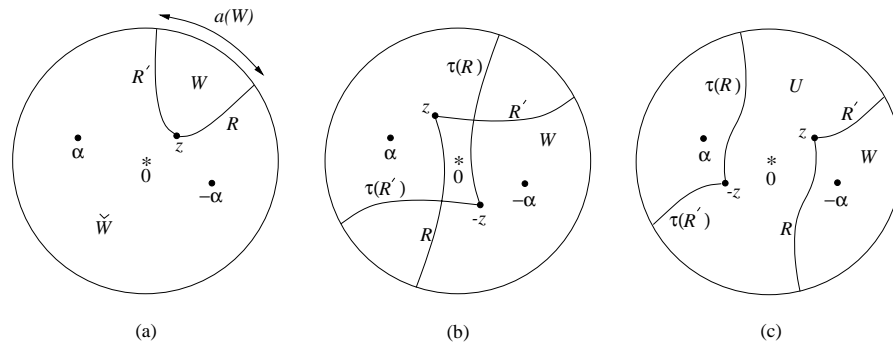 a(W)
R′ W R
α z
* 0
−α
W̌
(a)
τ(R)
z R′
W
α * 0 −α
τ(R′) -z
R
(b)
U
τ(R) R′
z W
α * 0 −α
-z
τ(R′) R
(c)